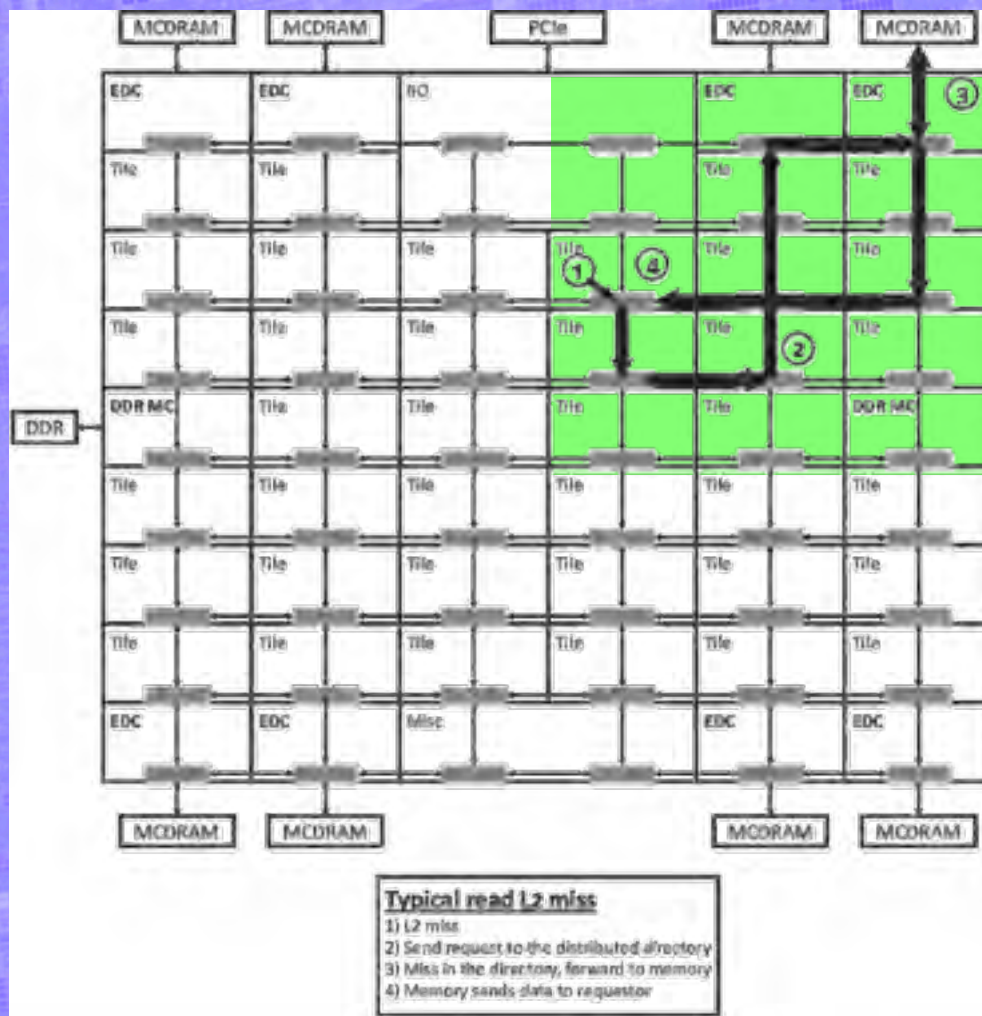 MCDRAM MCDRAM PCIe MCDRAM MCDRAM
EDC EDC IIO EDC EDC 3
Tile Tile Tile Tile
Tile Tile Tile Tile Tile Tile
1 4
Tile Tile Tile Tile Tile Tile
2
DDR DDR MC Tile Tile Tile Tile DDR MC
Tile Tile Tile Tile Tile Tile
Tile Tile Tile Tile Tile Tile
Tile Tile Tile Tile Tile Tile
EDC EDC Misc EDC EDC
MCDRAM MCDRAM MCDRAM MCDRAM
Typical read L2 miss
1) L2 miss
2) Send request to the distributed directory
3) Miss in the directory, forward to memory
4) Memory sends data to requestor